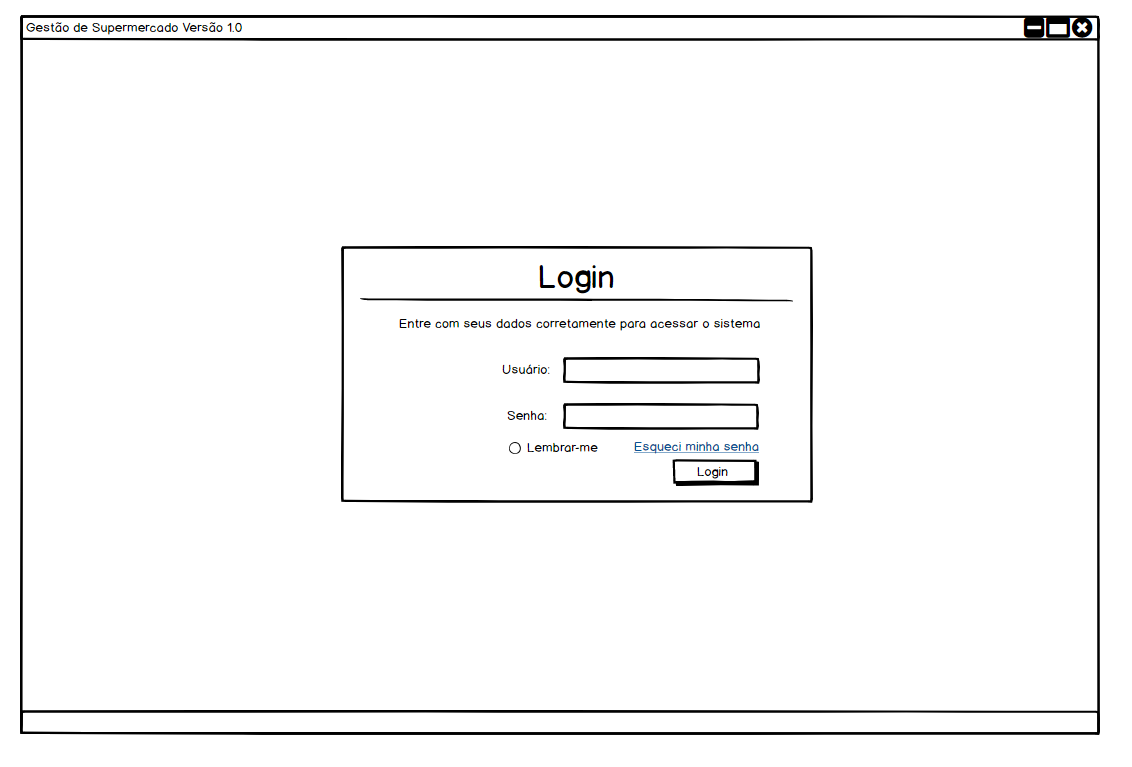 Gestão de Supermercado Versão 1.0
Login
Entre com seus dados corretamente para acessar o sistema
Usuário:
Senha:
Lembrar-me Esqueci minha senha
Login